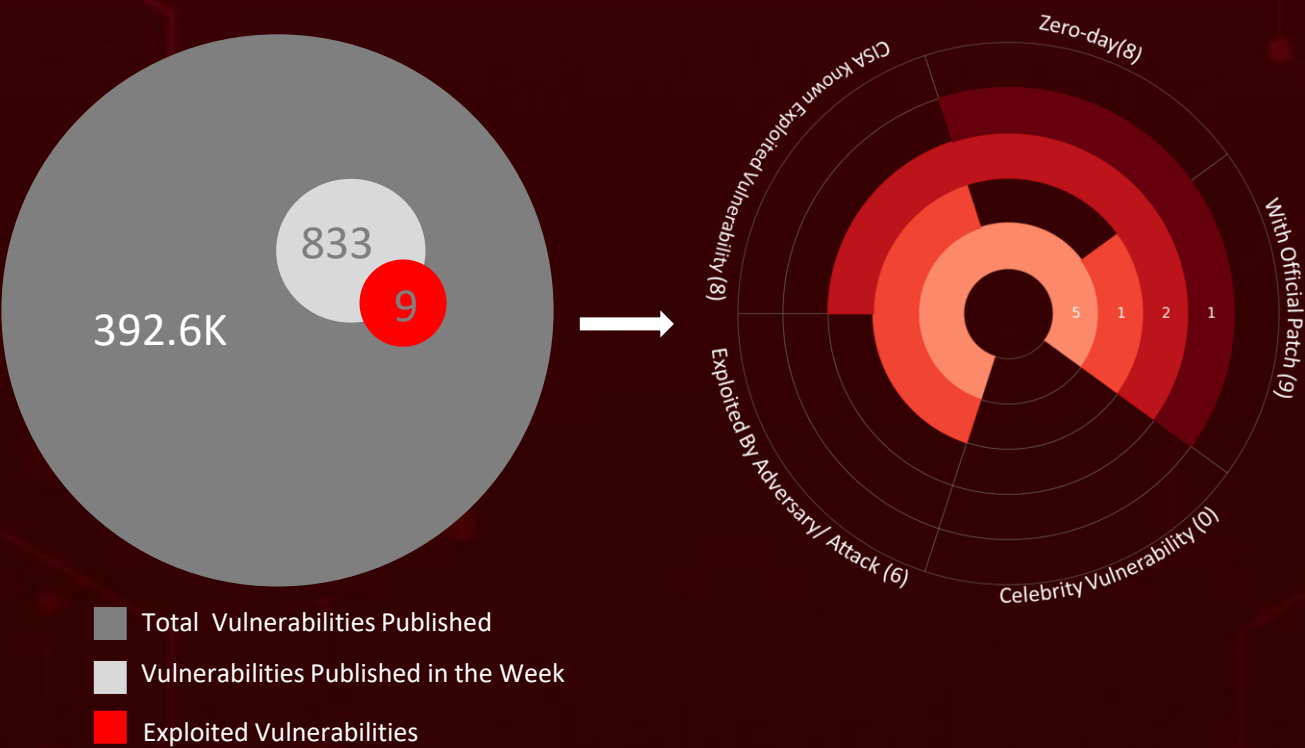 392.6K
833
9
Total Vulnerabilities Published
Vulnerabilities Published in the Week
Exploited Vulnerabilities
CISA Known Exploited Vulnerability (8)
Zero-day(8)
With Official Patch (9)
Celebrity Vulnerability (0)
Exploited By Adversary/ Attack (6)
5 1 2 1